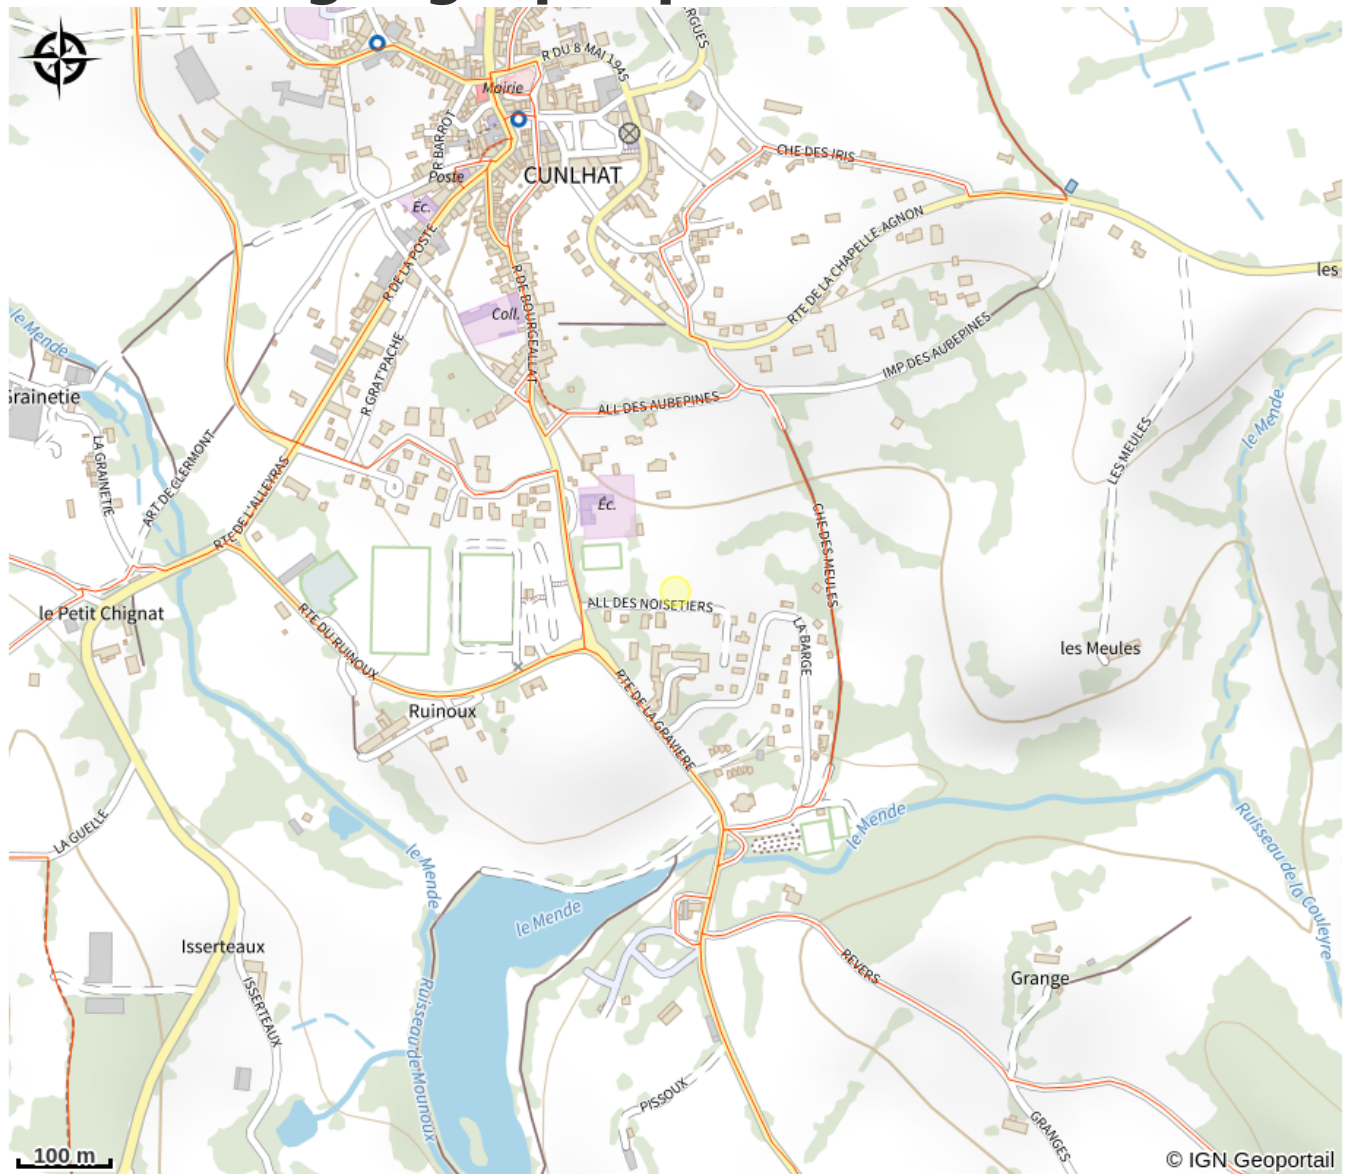 R DU 8 MAI 1945
Mairie
R BARROT
CUNLHAT
Poste
Éc.
CHE DES IRIS
RTE DE LA CHAPELLE-AGNON
R DE LA POSTE
les
R DE BOURGEALLAT
Coll.
le Mende
R GRAT'PACHE
IMP DES AUBEPINES
ALL DES AUBEPINES
Grainetie
LA GRAINETIE
ART DE CLERMONT
le Mende
LES MEULES
RTE DE L'ALLEYRAS
Éc.
CHE DES MEULES
le Petit Chignat
ALL DES NOISETIERS
RTE DU RUINOUX
LA BARGE
les Meules
Ruinoux
RTE DE LA GRAVIERE
LA GUELLE
le Mende
le Mende
Ruisseau de la Couleyre
le Mende
Isserteaux
ISSERTEAUX
Ruisseau de Mounoux
REVERS
Grange
PISSOUX
GRANGES
100 m
© IGN Geoportail